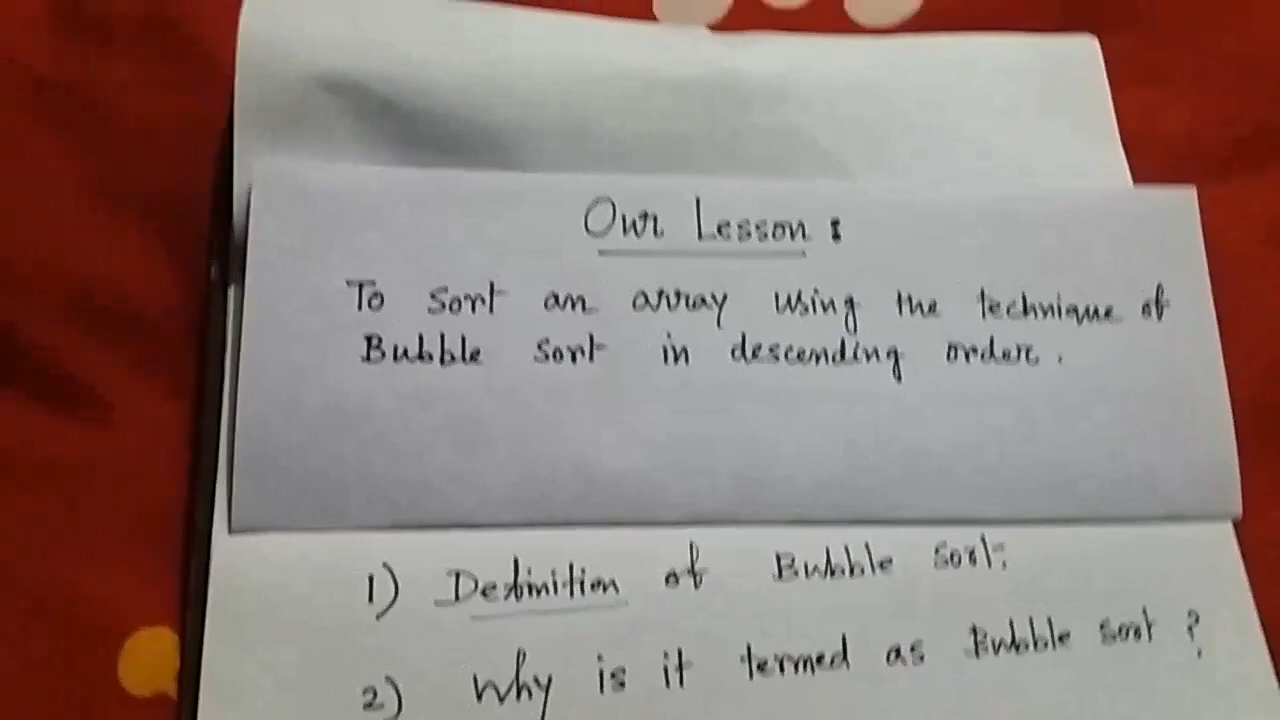 Our Lesson :
To sort an array using the technique of
Bubble sort in descending order.
1) Definition of Bubble sort:
2) Why is it termed as Bubble sort ?